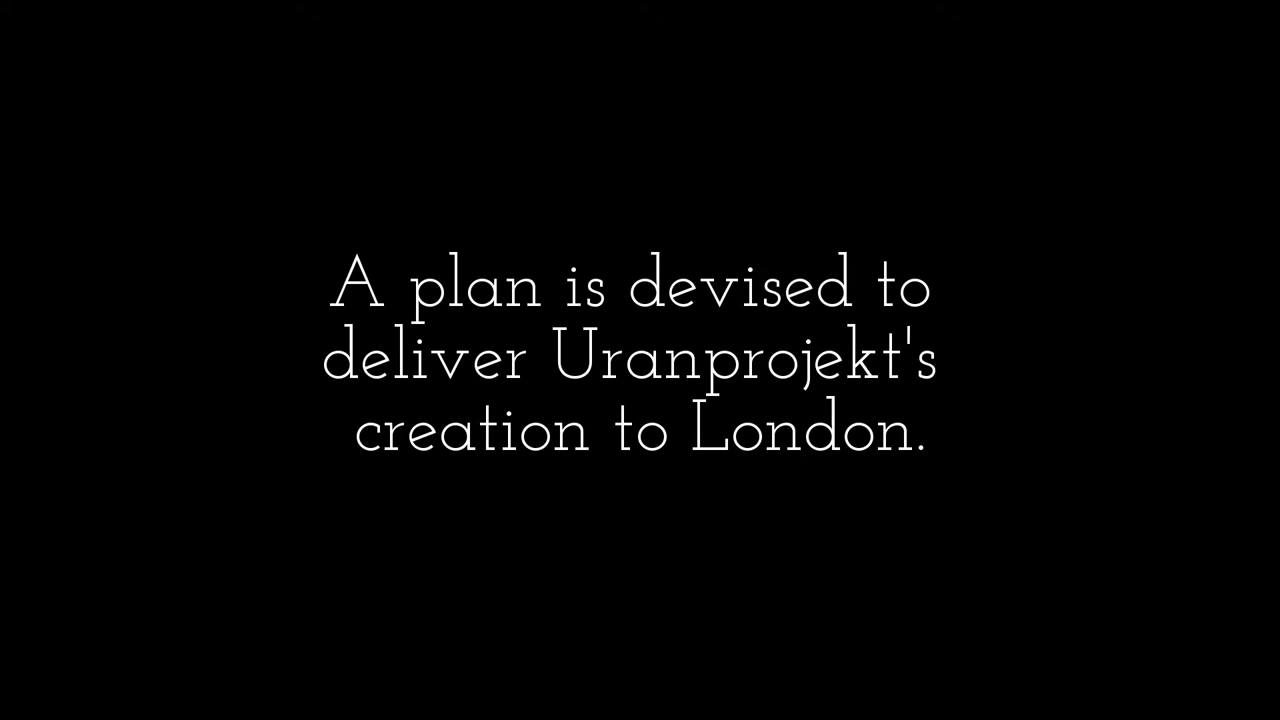 A plan is devised to
deliver Uranprojekt's
creation to London.